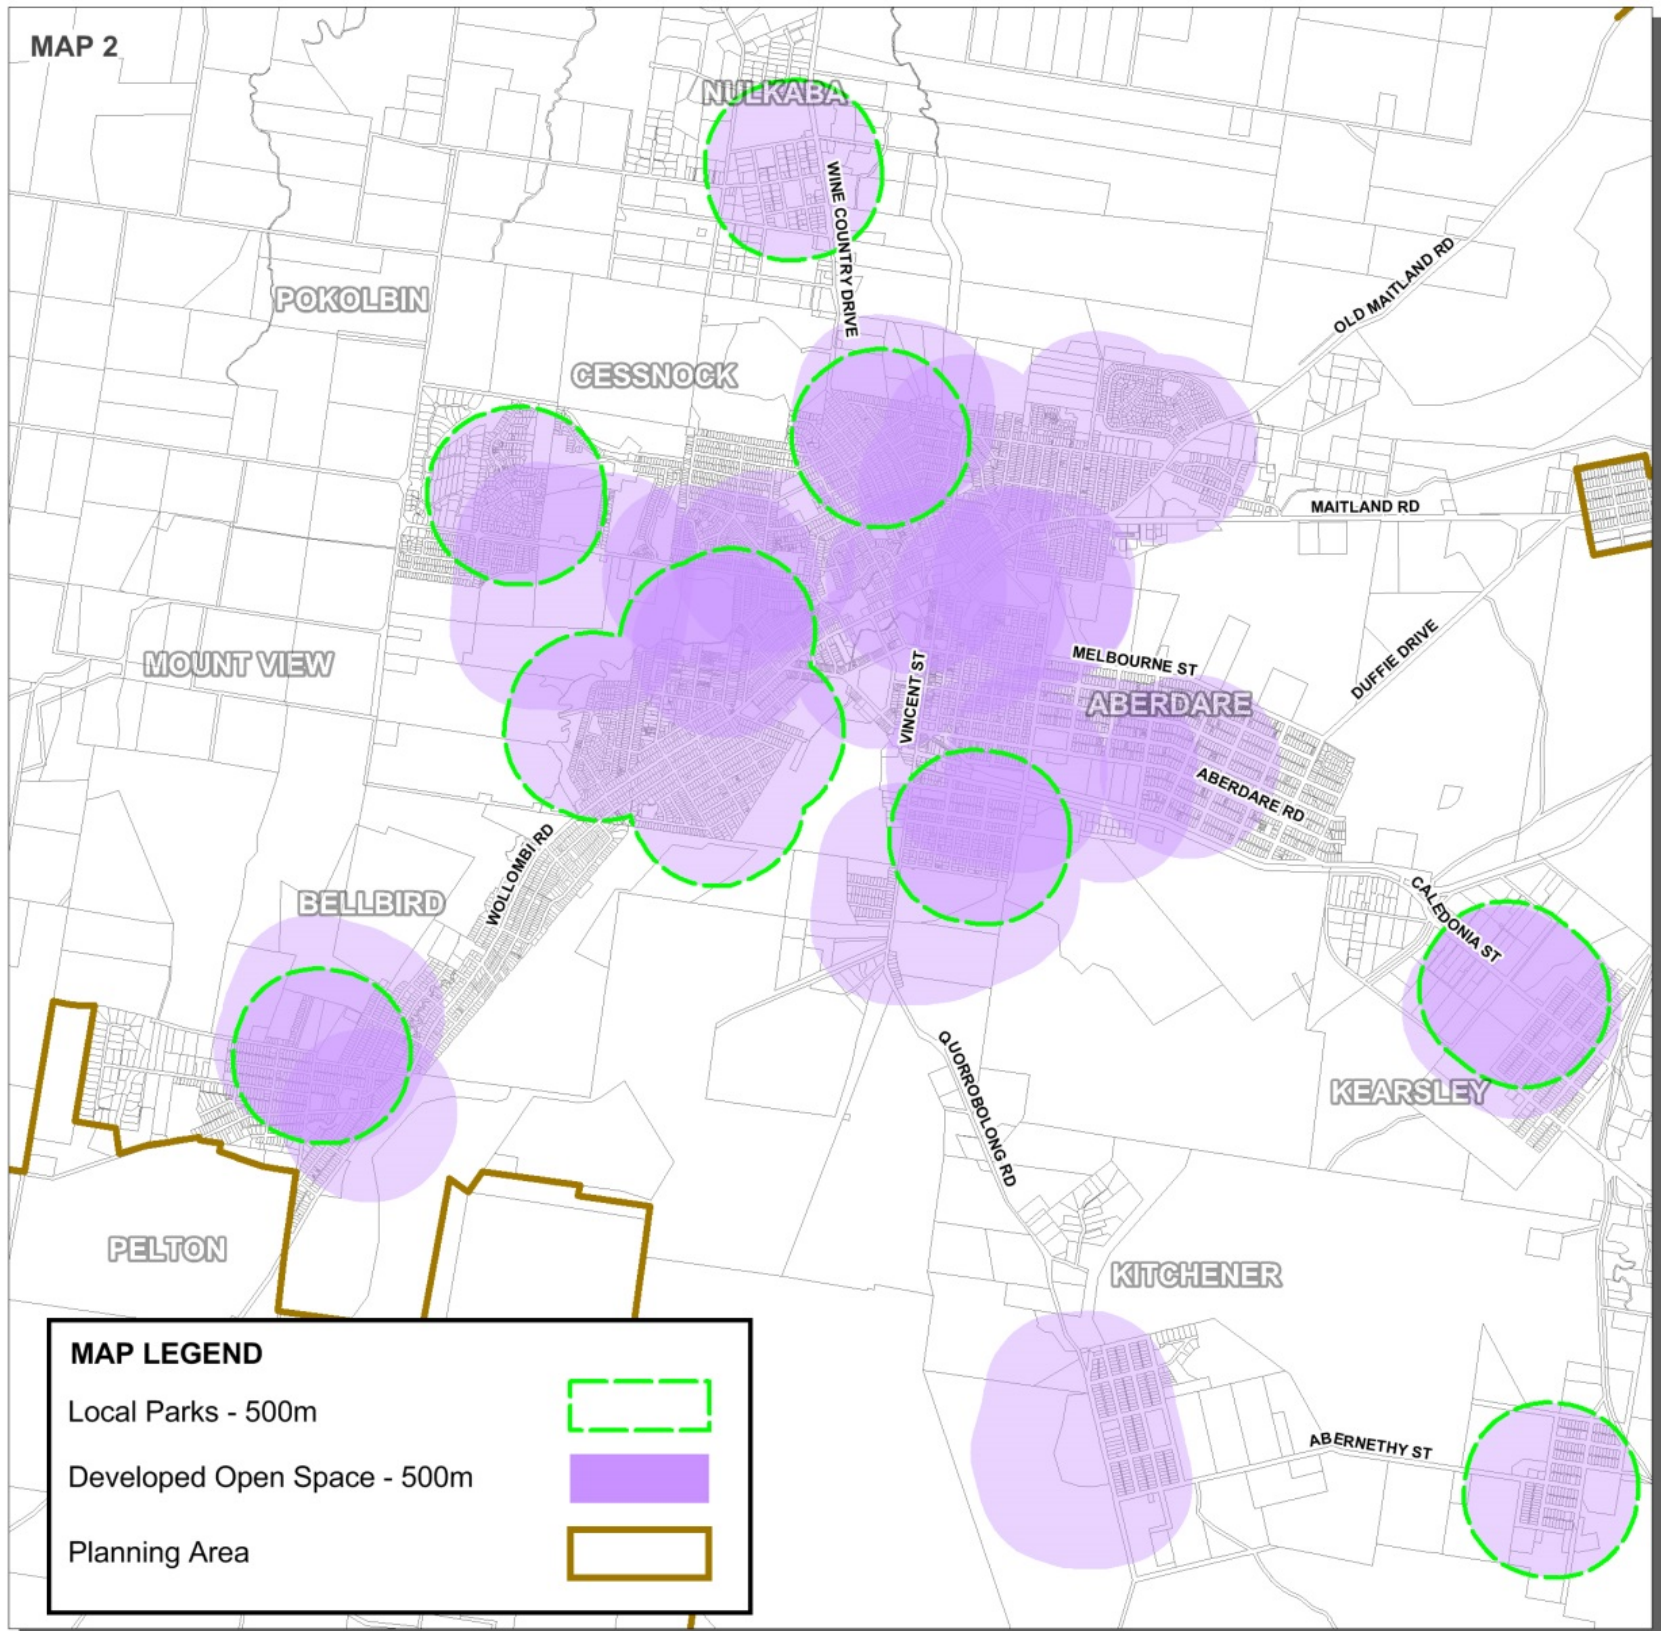 MAP 2
NULKABA
WINE COUNTRY DRIVE
POKOLBIN
OLD MAITLAND RD
CESSNOCK
MAITLAND RD
MOUNT VIEW
MELBOURNE ST
DUFFIE DRIVE
VINCENT ST
ABERDARE
ABERDARE RD
WOLLOMBI RD
BELLBIRD
CALEDONIA ST
QUORROBOLONG RD
KEARSLEY
PELTON
KITCHENER
ABERNETHY ST
MAP LEGEND
Local Parks - 500m
Developed Open Space - 500m
Planning Area